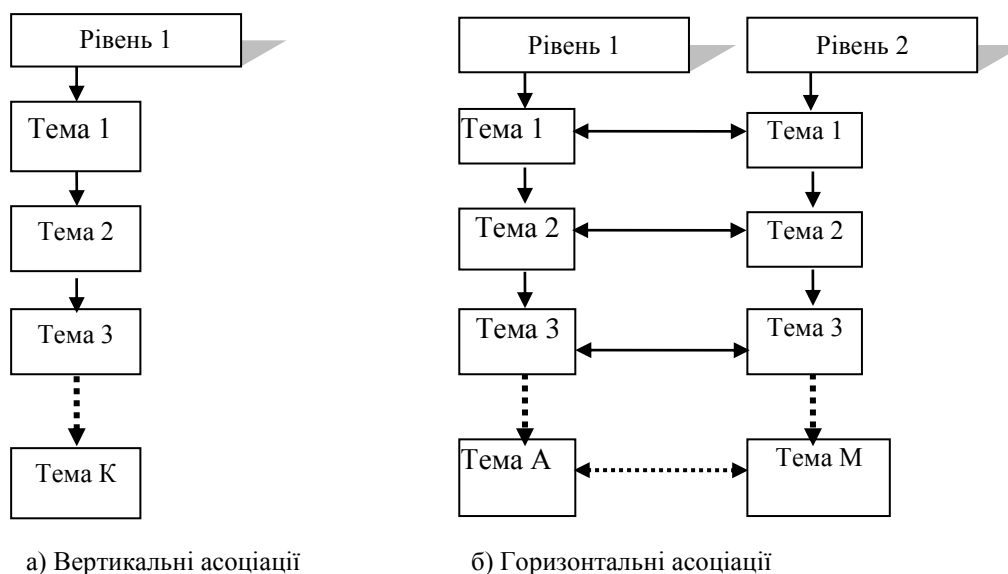 Рівень 1
Тема 1
Тема 2
Тема 3
Тема К
а) Вертикальні асоціації
Рівень 1
Рівень 2
Тема 1
Тема 1
Тема 2
Тема 2
Тема 3
Тема 3
Тема А
Тема М
б) Горизонтальні асоціації